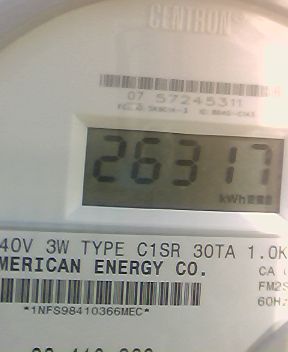 CENTRON
07 57245311
26317
kWh
40V 3W TYPE C1SR 30TA 1.0K
MERICAN ENERGY CO.
CA
FM2S
60H
*1NFS98410366MEC*